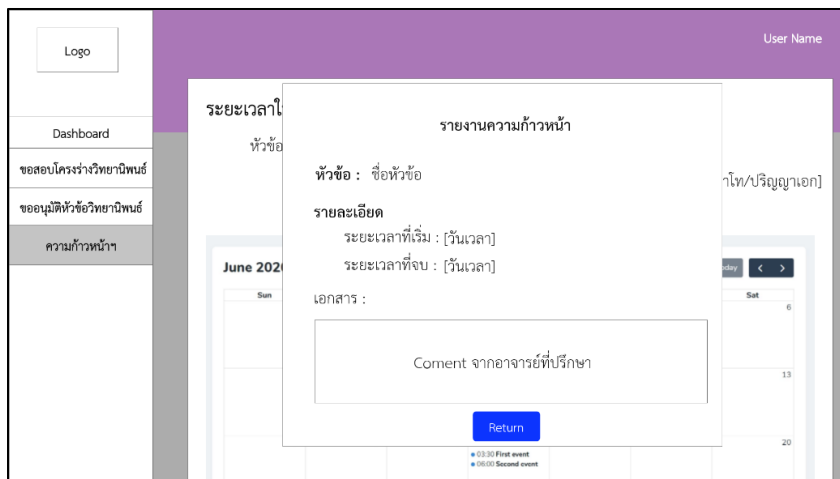 Logo
User Name
Dashboard
ขอสอบโครงร่างวิทยานิพนธ์
ขออนุมัติหัวข้อวิทยานิพนธ์
ความก้าวหน้าฯ
ระยะเวลาใ
หัวข้อ
าโท/ปริญญาเอก]
รายงานความก้าวหน้า
หัวข้อ : ชื่อหัวข้อ
รายละเอียด
ระยะเวลาที่เริ่ม : [วันเวลา]
ระยะเวลาที่จบ : [วันเวลา]
เอกสาร :
Coment จากอาจารย์ที่ปรึกษา
Return
June 202
day < >
Sun Sat
6
13
20
03:30 First event
06:00 Second event